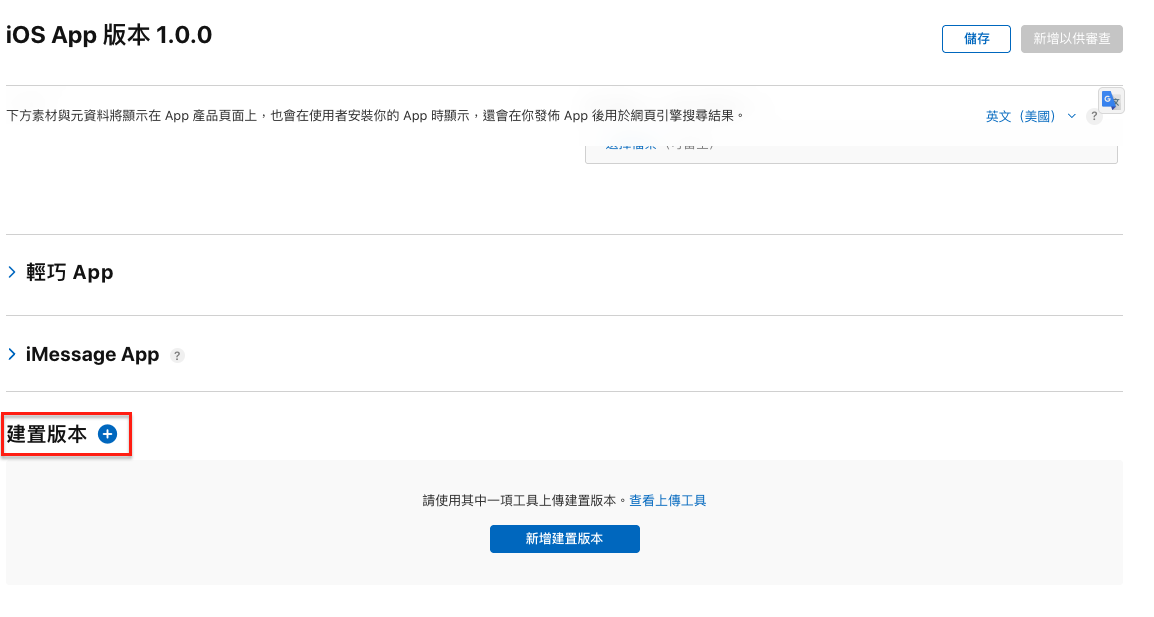 iOS App 版本 1.0.0
儲存
新增以供審查
下方素材與元資料將顯示在 App 產品頁面上，也會在使用者安裝你的 App 時顯示，還會在你發佈 App 後用於網頁引擎搜尋結果。
英文（美國）
?
輕巧 App
iMessage App ?
建置版本
請使用其中一項工具上傳建置版本。查看上傳工具
新增建置版本